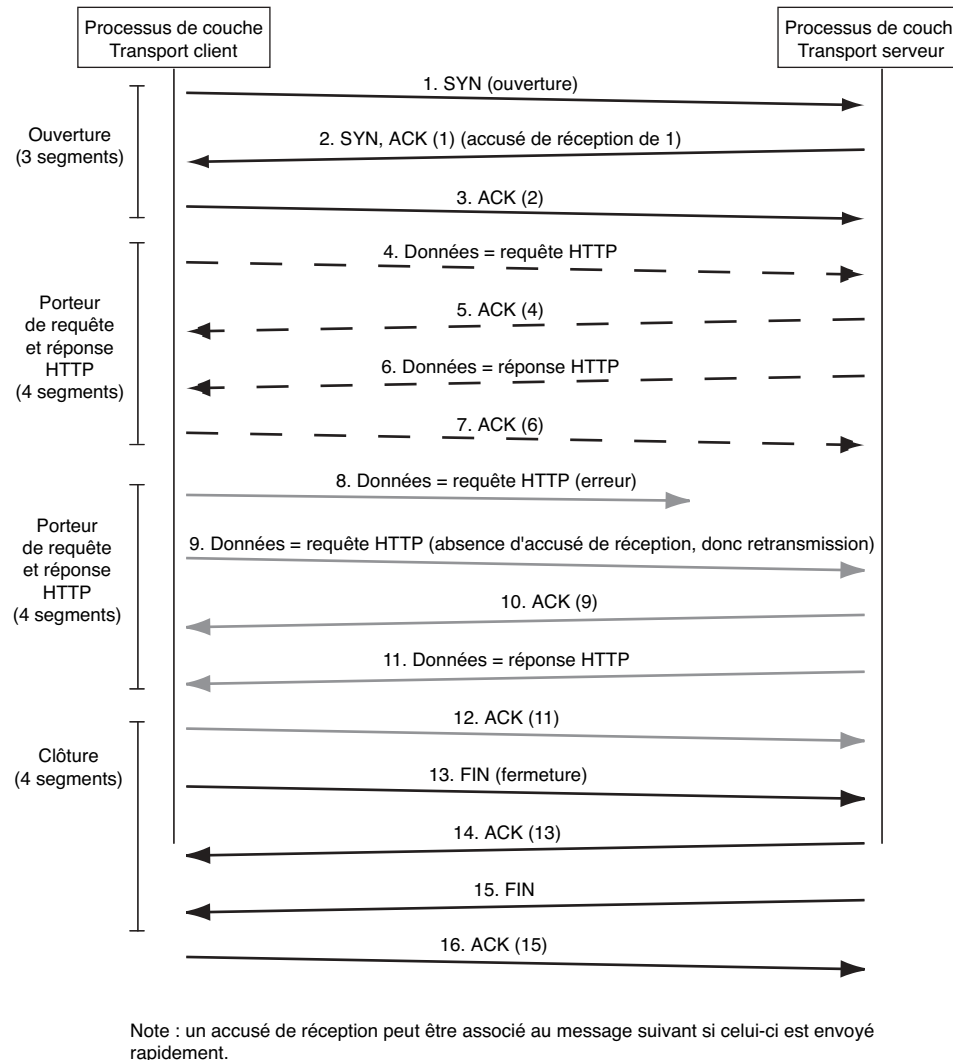 Processus de couche
Transport client
Processus de couch
Transport serveur
1. SYN (ouverture)
Ouverture
(3 segments)
2. SYN, ACK (1) (accusé de réception de 1)
3. ACK (2)
Porteur
de requête
et réponse
HTTP
(4 segments)
4. Données = requête HTTP
5. ACK (4)
6. Données = réponse HTTP
7. ACK (6)
Porteur
de requête
et réponse
HTTP
(4 segments)
8. Données = requête HTTP (erreur)
9. Données = requête HTTP (absence d'accusé de réception, donc retransmission)
10. ACK (9)
11. Données = réponse HTTP
Clôture
(4 segments)
12. ACK (11)
13. FIN (fermeture)
14. ACK (13)
15. FIN
16. ACK (15)
Note : un accusé de réception peut être associé au message suivant si celui-ci est envoyé
rapidement.